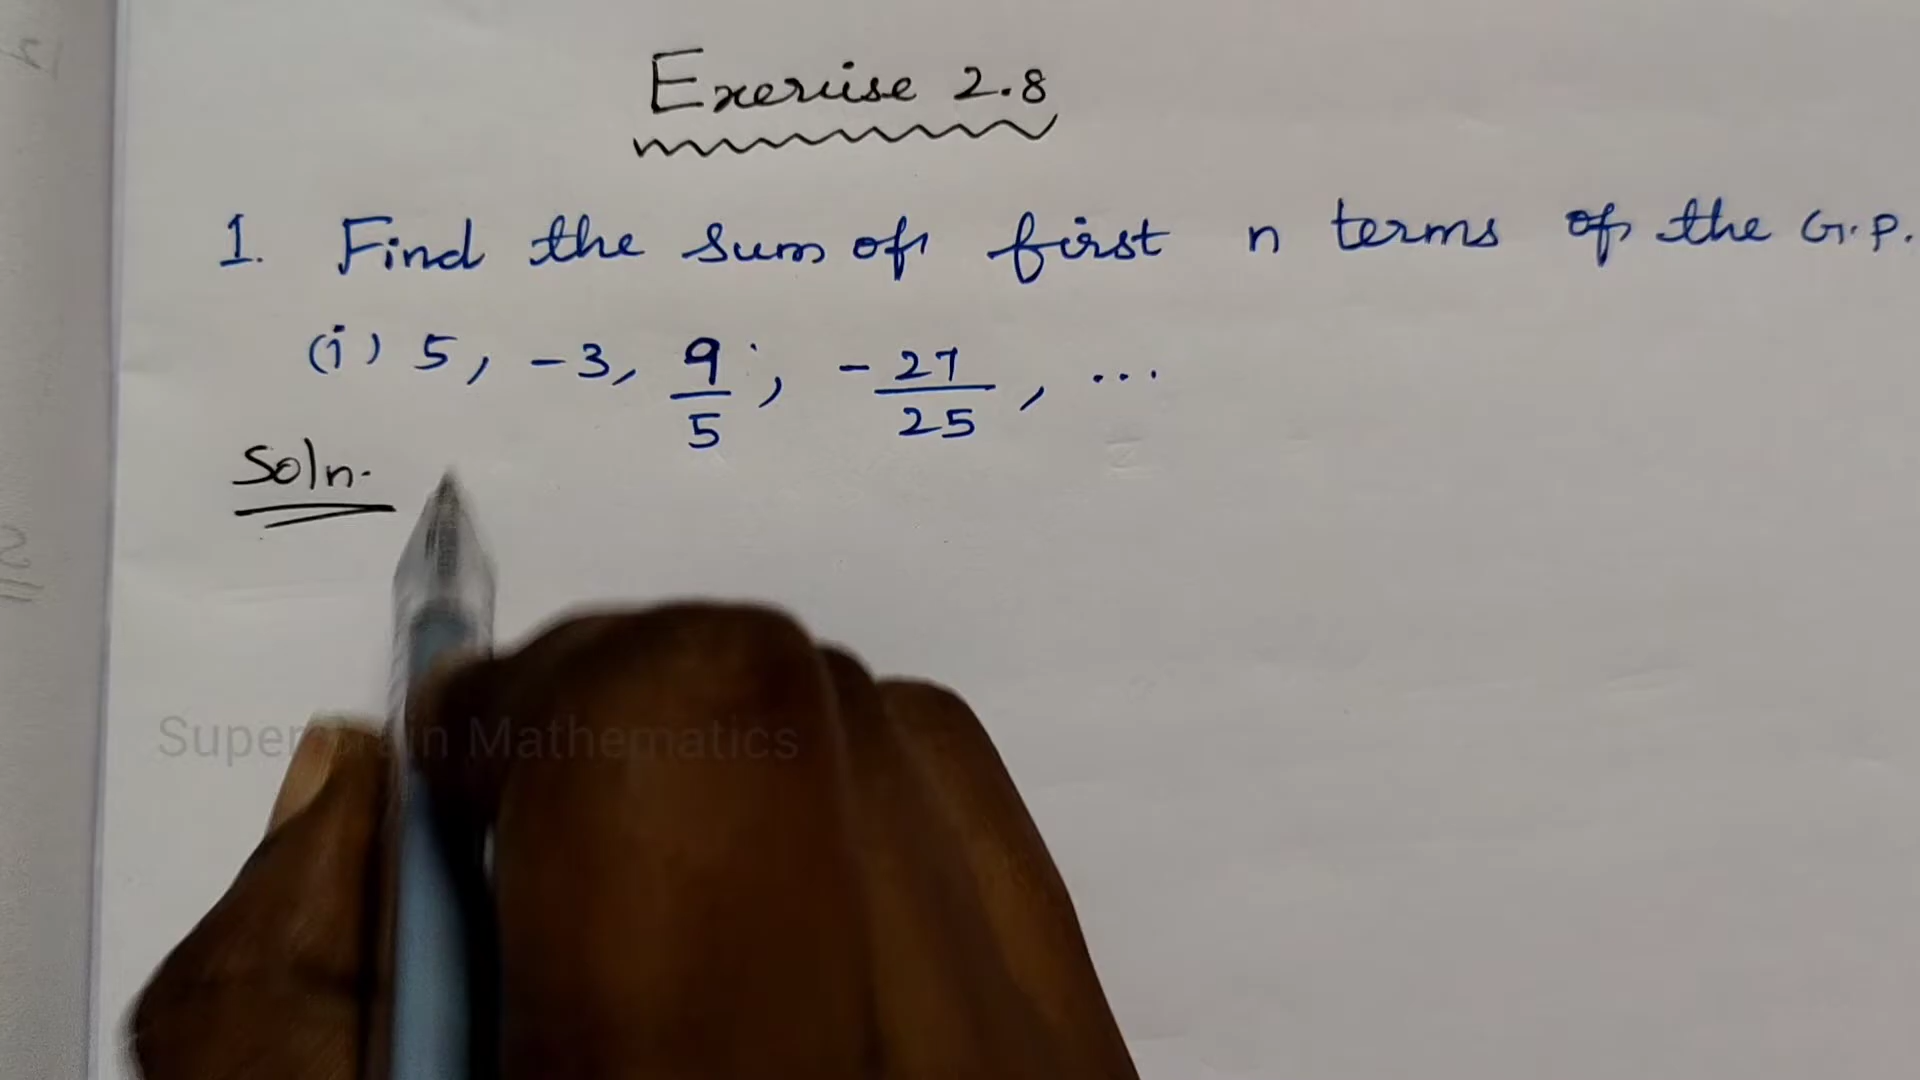 Exercise 2.8
1. Find the sum of first n terms of the G.P.
(i) 5, -3, 9/5, -27/25, ...
Soln.
Mathematics